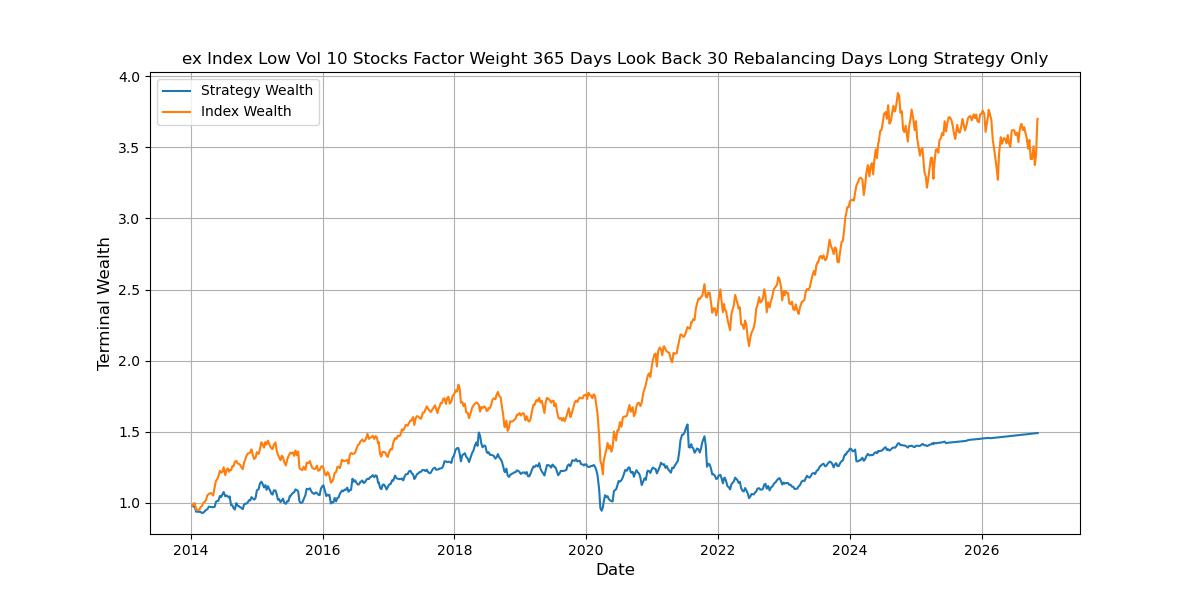 ex Index Low Vol 10 Stocks Factor Weight 365 Days Look Back 30 Rebalancing Days Long Strategy Only
Strategy Wealth
Index Wealth
Terminal Wealth
4.0
3.5
3.0
2.5
2.0
1.5
1.0
2014
2016
2018
2020
2022
2024
2026
Date